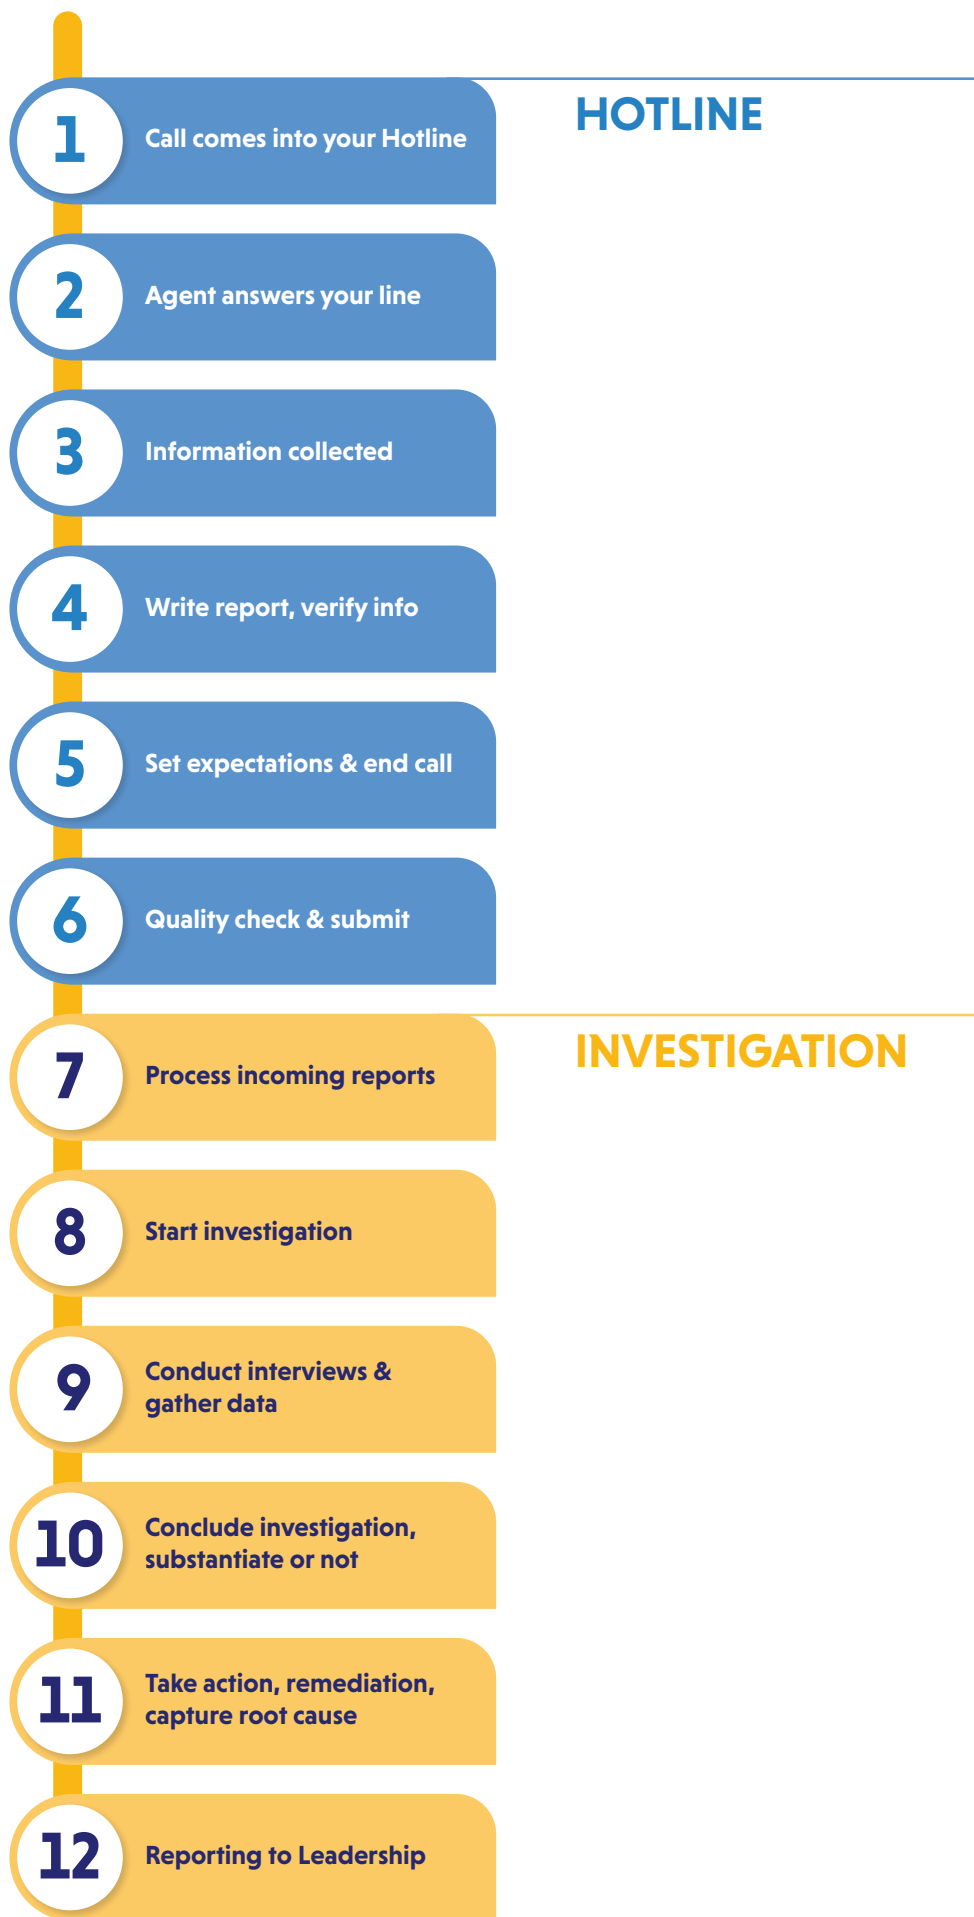 HOTLINE
1
Call comes into your Hotline
2
Agent answers your line
3
Information collected
4
Write report, verify info
5
Set expectations & end call
6
Quality check & submit
INVESTIGATION
7
Process incoming reports
8
Start investigation
9
Conduct interviews &
gather data
10
Conclude investigation,
substantiate or not
11
Take action, remediation,
capture root cause
12
Reporting to Leadership